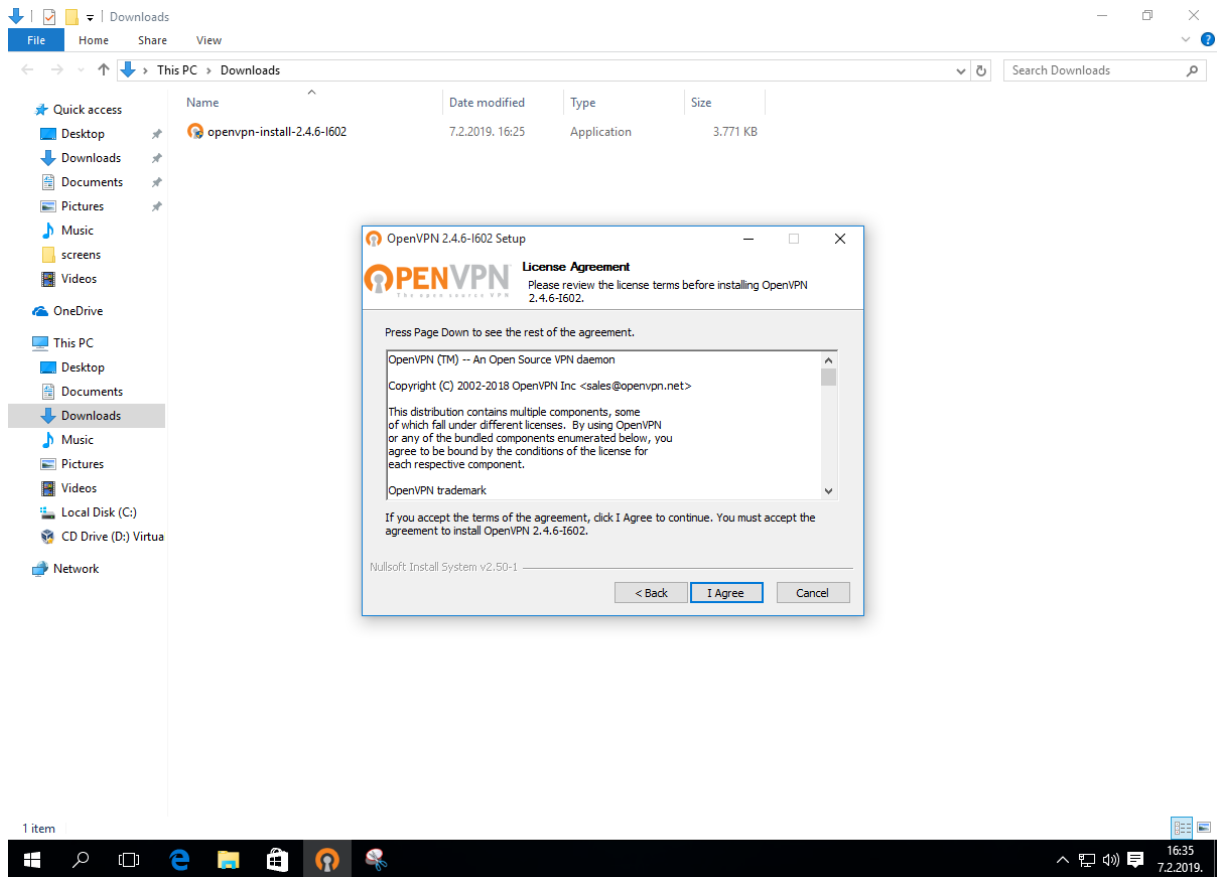 Downloads
File Home Share View
This PC Downloads Search Downloads
Name Date modified Type Size
openvpn-install-2.4.6-I602 7.2.2019. 16:25 Application 3.771 KB
Quick access
Desktop
Downloads
Documents
Pictures
Music
screens
Videos
OneDrive
This PC
Desktop
Documents
Downloads
Music
Pictures
Videos
Local Disk (C:)
CD Drive (D:) Virtua
Network
OpenVPN 2.4.6-I602 Setup
OPENVPN
The open source VPN
License Agreement
Please review the license terms before installing OpenVPN
2.4.6-I602.
Press Page Down to see the rest of the agreement.
OpenVPN (TM) -- An Open Source VPN daemon
Copyright (C) 2002-2018 OpenVPN Inc <sales@openvpn.net>
This distribution contains multiple components, some
of which fall under different licenses. By using OpenVPN
or any of the bundled components enumerated below, you
agree to be bound by the conditions of the license for
each respective component.
OpenVPN trademark
If you accept the terms of the agreement, click I Agree to continue. You must accept the
agreement to install OpenVPN 2.4.6-I602.
Nullsoft Install System v2.50-1
< Back I Agree Cancel
1 item
16:35
7.2.2019.